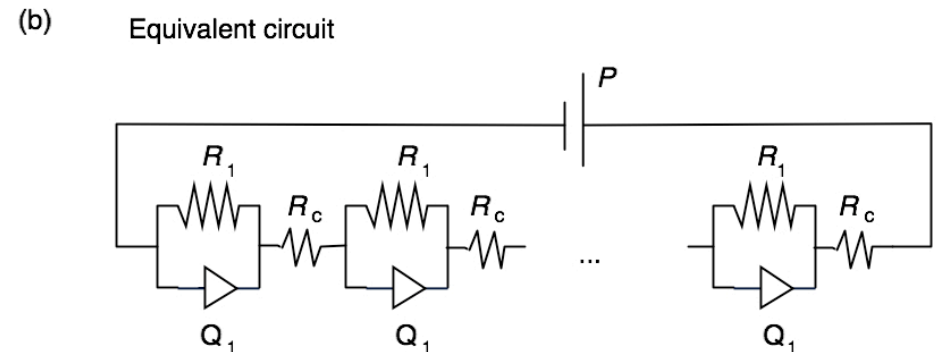 (b) Equivalent circuit
P
R1 R1 R1
Rc Rc Rc
...
Q1 Q1 Q1